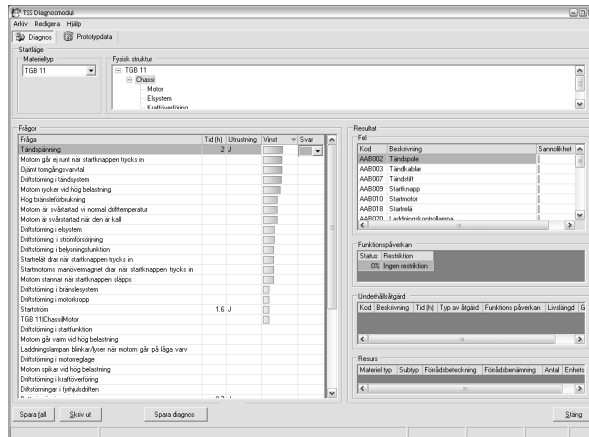 TSS Diagnosmodul
Arkiv Redigera Hjälp
Diagnos Prototypdata
Startläge
Materieltyp
TGB 11
Fysisk struktur
TGB 11
Chassi
Motor
Elsystem
Kraftöverföring
Frågor
Fråga Tid (h) Utrustning Vinst Svar
Tändspänning 2 J
Motorn går ej runt när startknappen trycks in
Ojämt tomgångsvarvtal
Driftstörning i tändsystem
Motorn rycker vid hög belastning
Hög bränsleförbrukning
Motorn är svårstartad vi normal drifttemperatur
Motorn är svårstartad när den är kall
Driftstörning i elsystem
Driftstörning i strömförsörjning
Driftstörning i belysningsfunktion
Startrelät drar när startknappen trycks in
Startmotorns manövermagnet drar när startknappen trycks in
Motorn stannar när startknappen släpps
Driftstörning i bränslesystem
Driftstörning i motorkropp
Startström 1.6 J
TGB 11|Chassi|Motor
Driftstörning i startfunktion
Motorn går varm vid hög belastning
Laddningslampan blinkar/lyser när motorn går på låga varv
Driftstörning i motorreglage
Motorn spikar vid hög belastning
Driftstörning i kraftöverföring
Driftstörningar i fyrhjulsdriften
Resultat
Fel
Kod Beskrivning Sannolikhet
AAB002 Tändspole
AAB003 Tändkablar
AAB007 Tändstift
AAB009 Startknapp
AAB010 Startmotor
AAB018 Startrelä
AAB020 Laddningskontrollampa
Funktionspåverkan
Status Restriktion
0% Ingen restriktion
Underhållsåtgärd
Kod Beskrivning Tid (h) Typ av åtgärd Funktions påverkan Livslängd G
Resurs
Materiel typ Subtyp Förrådsbeteckning Förrådsbenämning Antal Enhets
Spara fall Skriv ut Spara diagnos Stäng